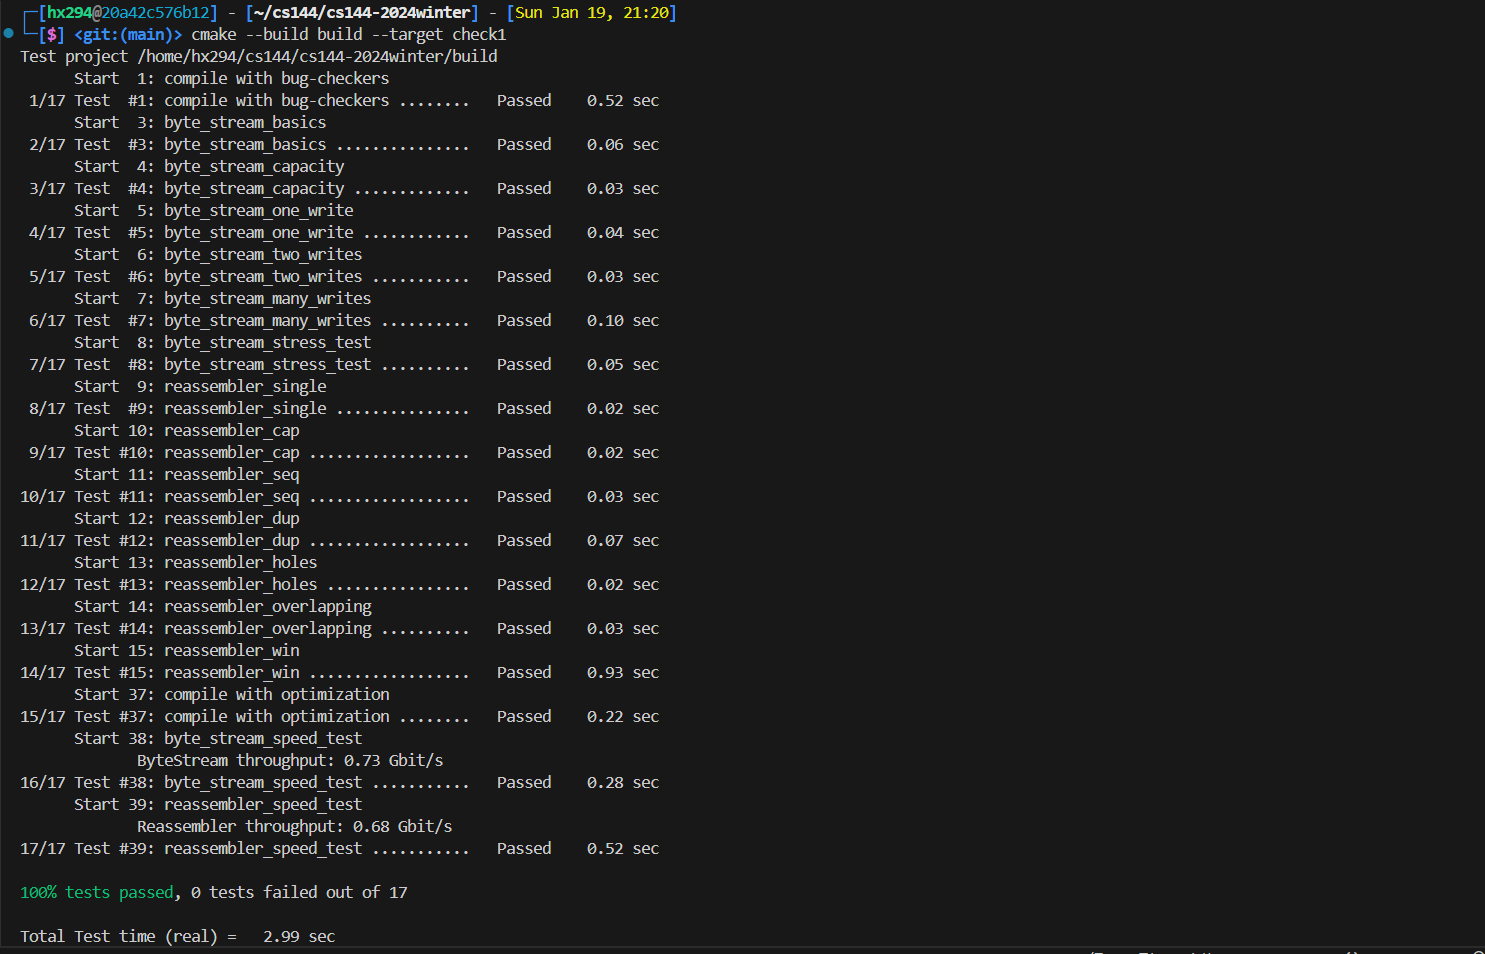 [hx294@20a42c576b12] - [~/cs144/cs144-2024winter] - [Sun Jan 19, 21:20]
[$] <git:(main)> cmake --build build --target check1
Test project /home/hx294/cs144/cs144-2024winter/build
      Start  1: compile with bug-checkers
 1/17 Test  #1: compile with bug-checkers ........   Passed    0.52 sec
      Start  3: byte_stream_basics
 2/17 Test  #3: byte_stream_basics ...............   Passed    0.06 sec
      Start  4: byte_stream_capacity
 3/17 Test  #4: byte_stream_capacity .............   Passed    0.03 sec
      Start  5: byte_stream_one_write
 4/17 Test  #5: byte_stream_one_write ............   Passed    0.04 sec
      Start  6: byte_stream_two_writes
 5/17 Test  #6: byte_stream_two_writes ...........   Passed    0.03 sec
      Start  7: byte_stream_many_writes
 6/17 Test  #7: byte_stream_many_writes ..........   Passed    0.10 sec
      Start  8: byte_stream_stress_test
 7/17 Test  #8: byte_stream_stress_test ..........   Passed    0.05 sec
      Start  9: reassembler_single
 8/17 Test  #9: reassembler_single ...............   Passed    0.02 sec
      Start 10: reassembler_cap
 9/17 Test #10: reassembler_cap ..................   Passed    0.02 sec
      Start 11: reassembler_seq
10/17 Test #11: reassembler_seq ..................   Passed    0.03 sec
      Start 12: reassembler_dup
11/17 Test #12: reassembler_dup ..................   Passed    0.07 sec
      Start 13: reassembler_holes
12/17 Test #13: reassembler_holes ................   Passed    0.02 sec
      Start 14: reassembler_overlapping
13/17 Test #14: reassembler_overlapping ..........   Passed    0.03 sec
      Start 15: reassembler_win
14/17 Test #15: reassembler_win ..................   Passed    0.93 sec
      Start 37: compile with optimization
15/17 Test #37: compile with optimization ........   Passed    0.22 sec
      Start 38: byte_stream_speed_test
             ByteStream throughput: 0.73 Gbit/s
16/17 Test #38: byte_stream_speed_test ...........   Passed    0.28 sec
      Start 39: reassembler_speed_test
             Reassembler throughput: 0.68 Gbit/s
17/17 Test #39: reassembler_speed_test ...........   Passed    0.52 sec
100% tests passed, 0 tests failed out of 17
Total Test time (real) =   2.99 sec